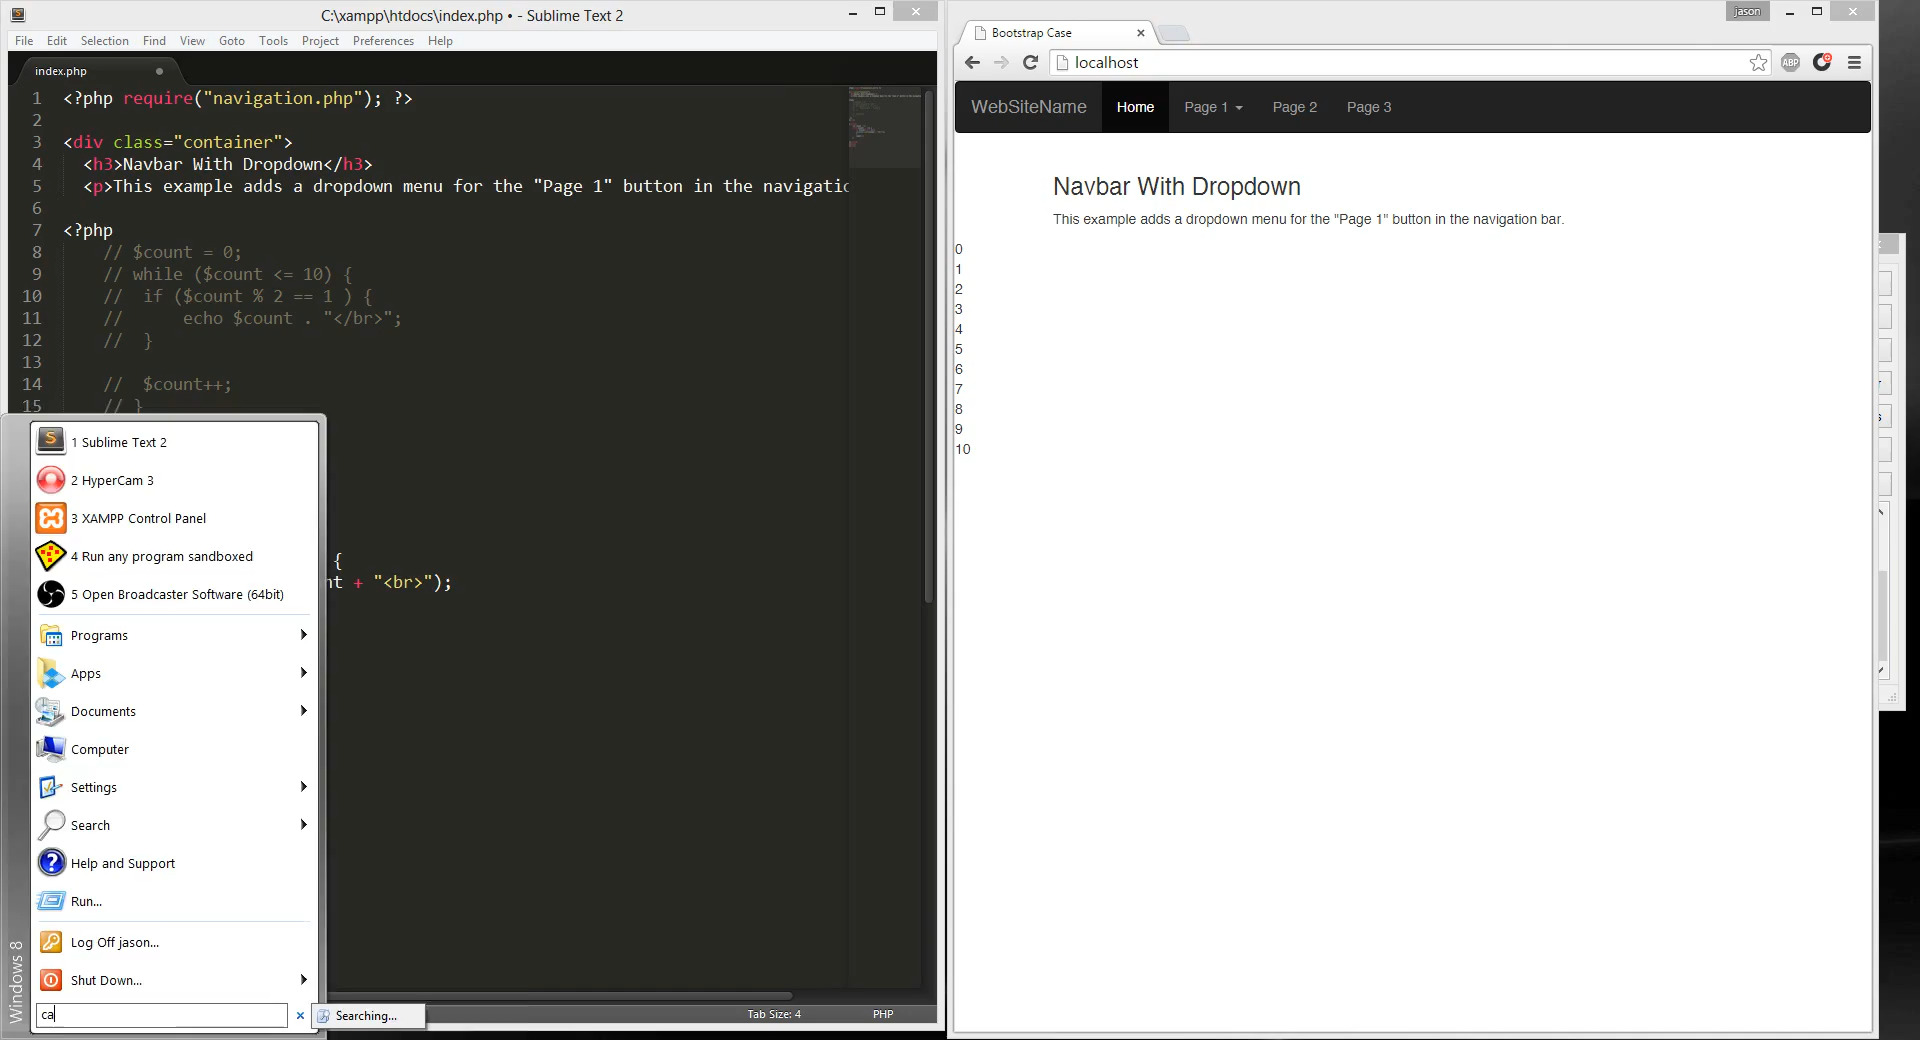 C:\xampp\htdocs\index.php • - Sublime Text 2
File Edit Selection Find View Goto Tools Project Preferences Help
index.php
1 <?php require("navigation.php"); ?>
2
3 <div class="container">
4 <h3>Navbar With Dropdown</h3>
5 <p>This example adds a dropdown menu for the "Page 1" button in the navigatio
6
7 <?php
8 // $count = 0;
9 // while ($count <= 10) {
10 // if ($count % 2 == 1 ) {
11 // echo $count . "</br>";
12 // }
13
14 // $count++;
15 // }
{
nt + "<br>");
1 Sublime Text 2
2 HyperCam 3
3 XAMPP Control Panel
4 Run any program sandboxed
5 Open Broadcaster Software (64bit)
Programs
Apps
Documents
Computer
Settings
Search
Help and Support
Run...
Log Off jason...
Shut Down...
Windows 8
ca
Searching...
Tab Size: 4 PHP
jason
Bootstrap Case
localhost
ABP
WebSiteName Home Page 1 Page 2 Page 3
Navbar With Dropdown
This example adds a dropdown menu for the "Page 1" button in the navigation bar.
0
1
2
3
4
5
6
7
8
9
10